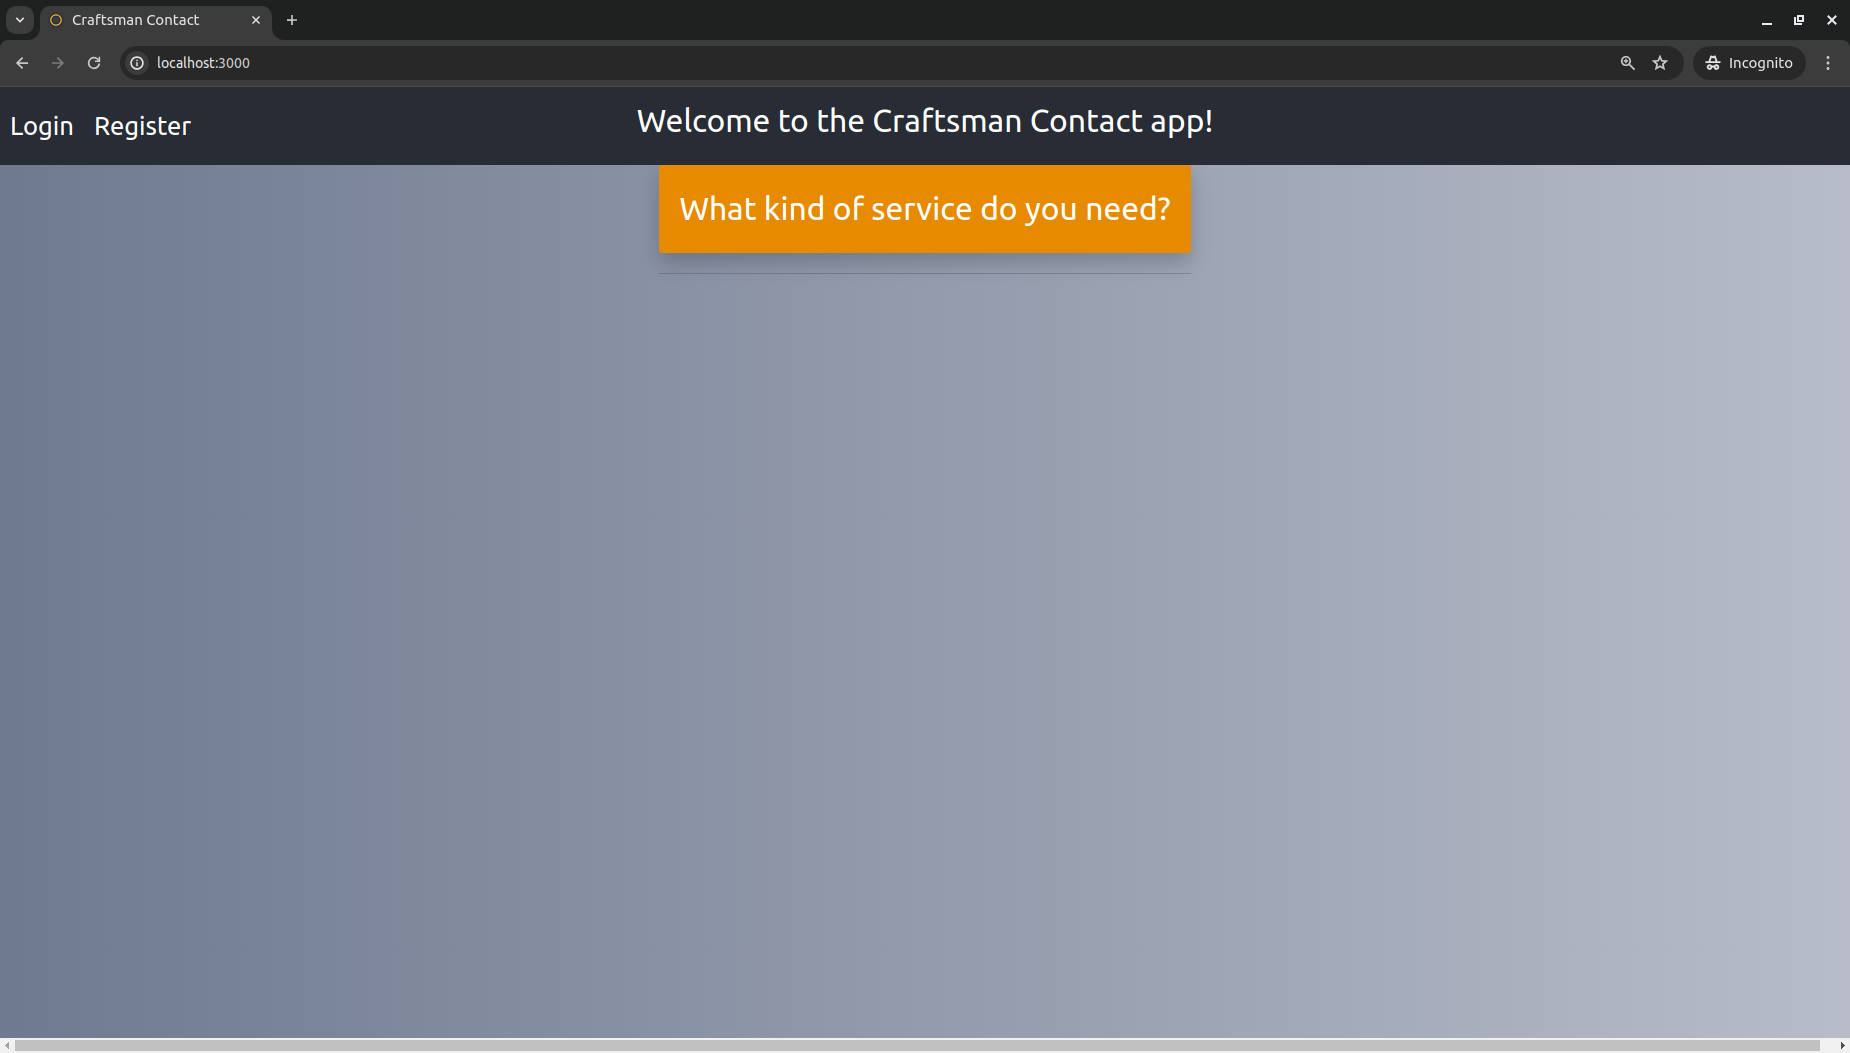 Craftsman Contact
localhost:3000
Incognito
Login Register
Welcome to the Craftsman Contact app!
What kind of service do you need?